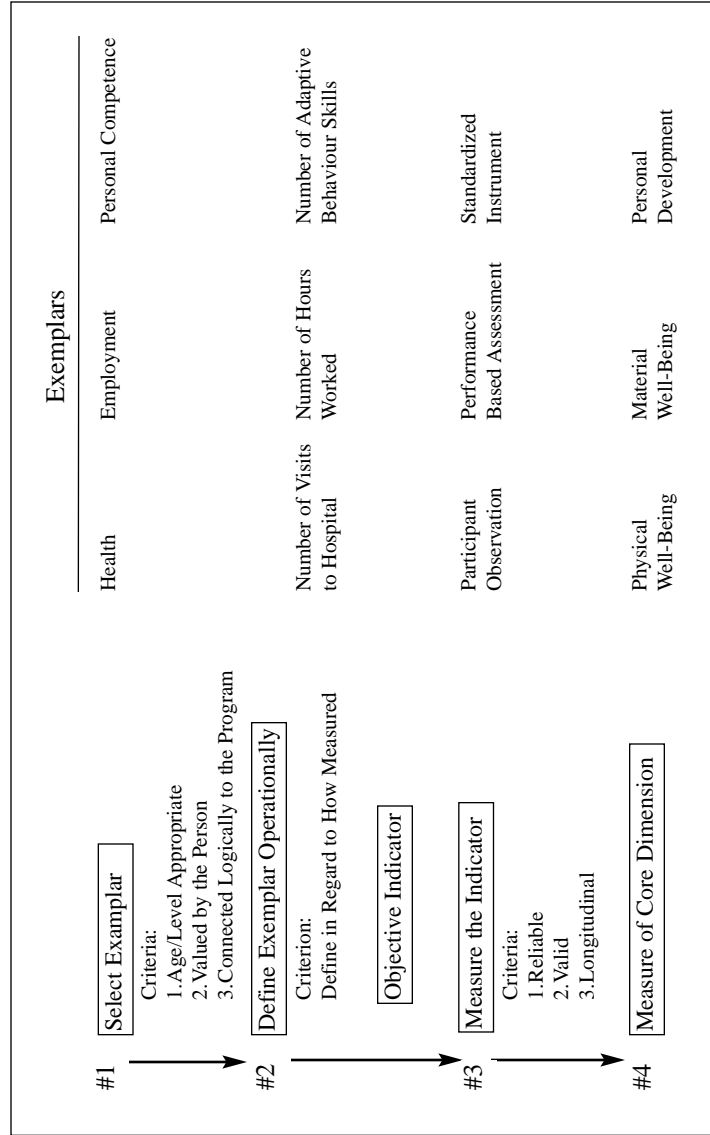 Exemplars
#1
Select Examplar
Health
Employment
Personal Competence
Criteria:
1.Age/Level Appropriate
2.Valued by the Person
3.Connected Logically to the Program
#2
Define Exemplar Operationally
Number of Visits
to Hospital
Number of Hours
Worked
Number of Adaptive
Behaviour Skills
Criterion:
Define in Regard to How Measured
Objective Indicator
#3
Measure the Indicator
Participant
Observation
Performance
Based Assessment
Standardized
Instrument
Criteria:
1.Reliable
2.Valid
3.Longitudinal
#4
Measure of Core Dimension
Physical
Well-Being
Material
Well-Being
Personal
Development